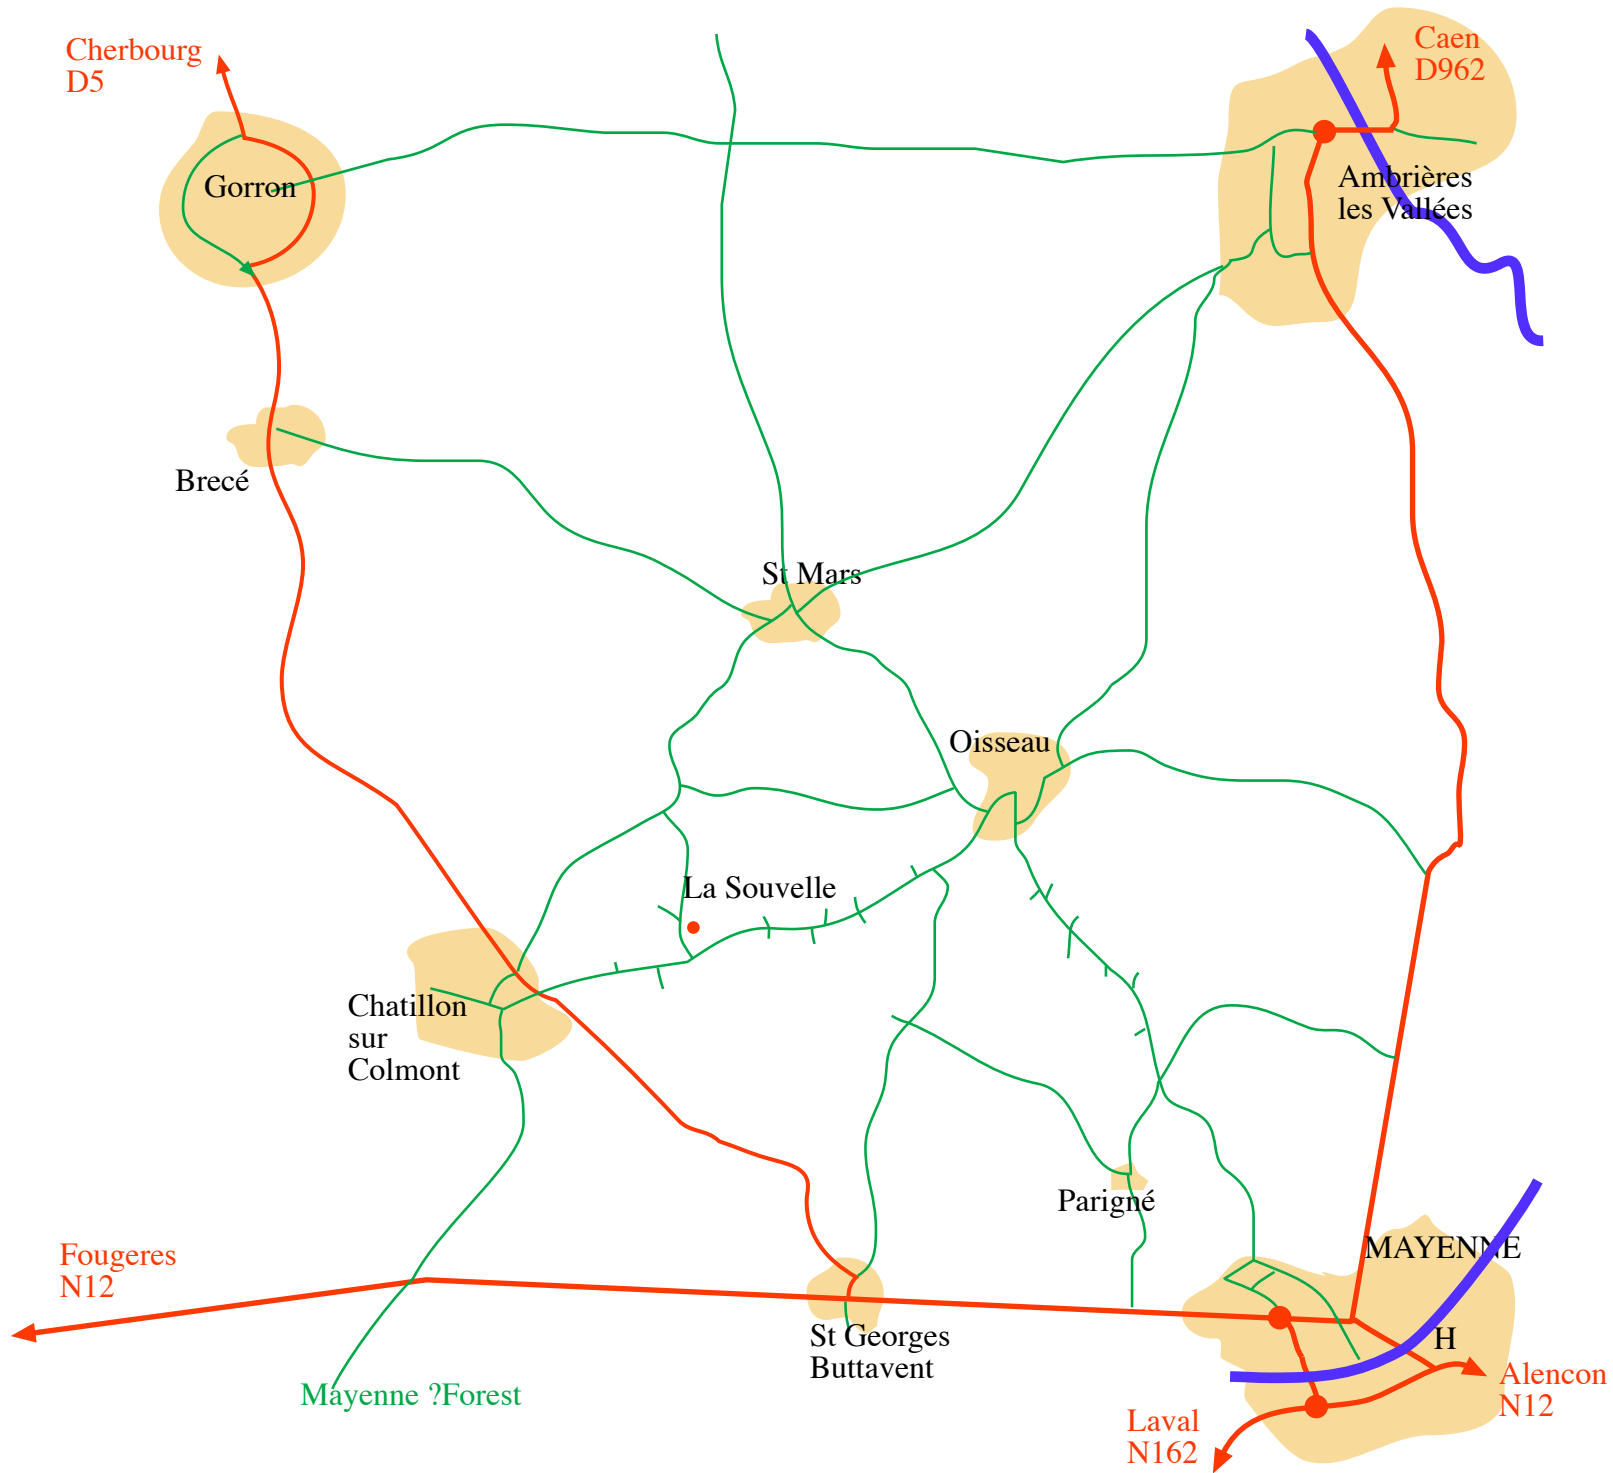 Cherbourg
D5
Caen
D962
Gorron
Ambrières
les Vallées
Brecé
St Mars
Oisseau
La Souvelle
Chatillon
sur
Colmont
Parigné
Fougeres
N12
MAYENNE
St Georges
Buttavent
H
Mayenne ?Forest
Alencon
N12
Laval
N162